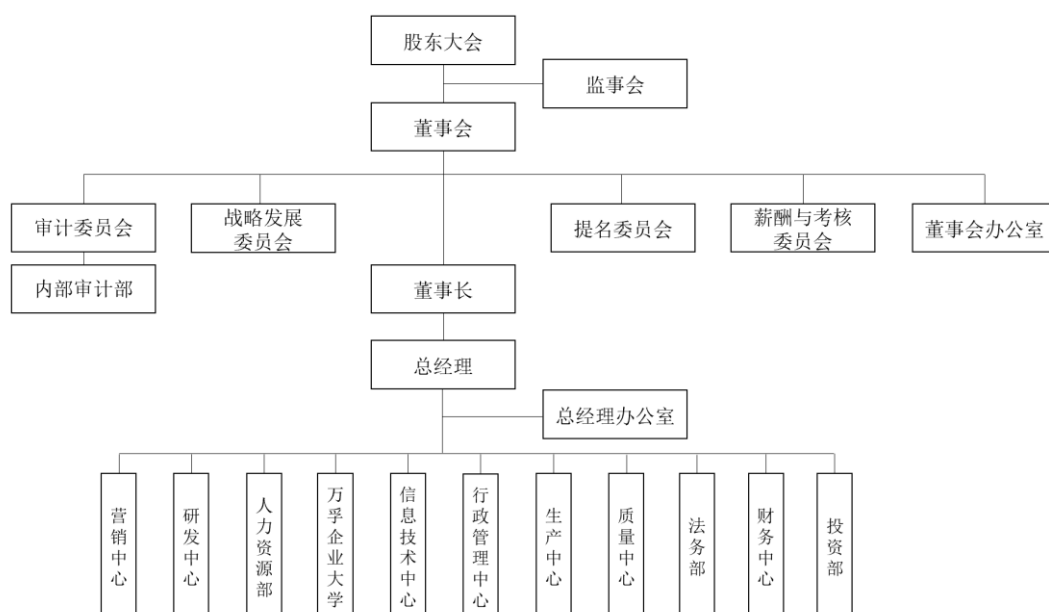 股东大会
监事会
董事会
审计委员会
战略发展
委员会
提名委员会
薪酬与考核
委员会
董事会办公室
内部审计部
董事长
总经理
总经理办公室
营销中心
研发中心
人力资源部
万孚企业大学
信息技术中心
行政管理中心
生产中心
质量中心
法务部
财务中心
投资部